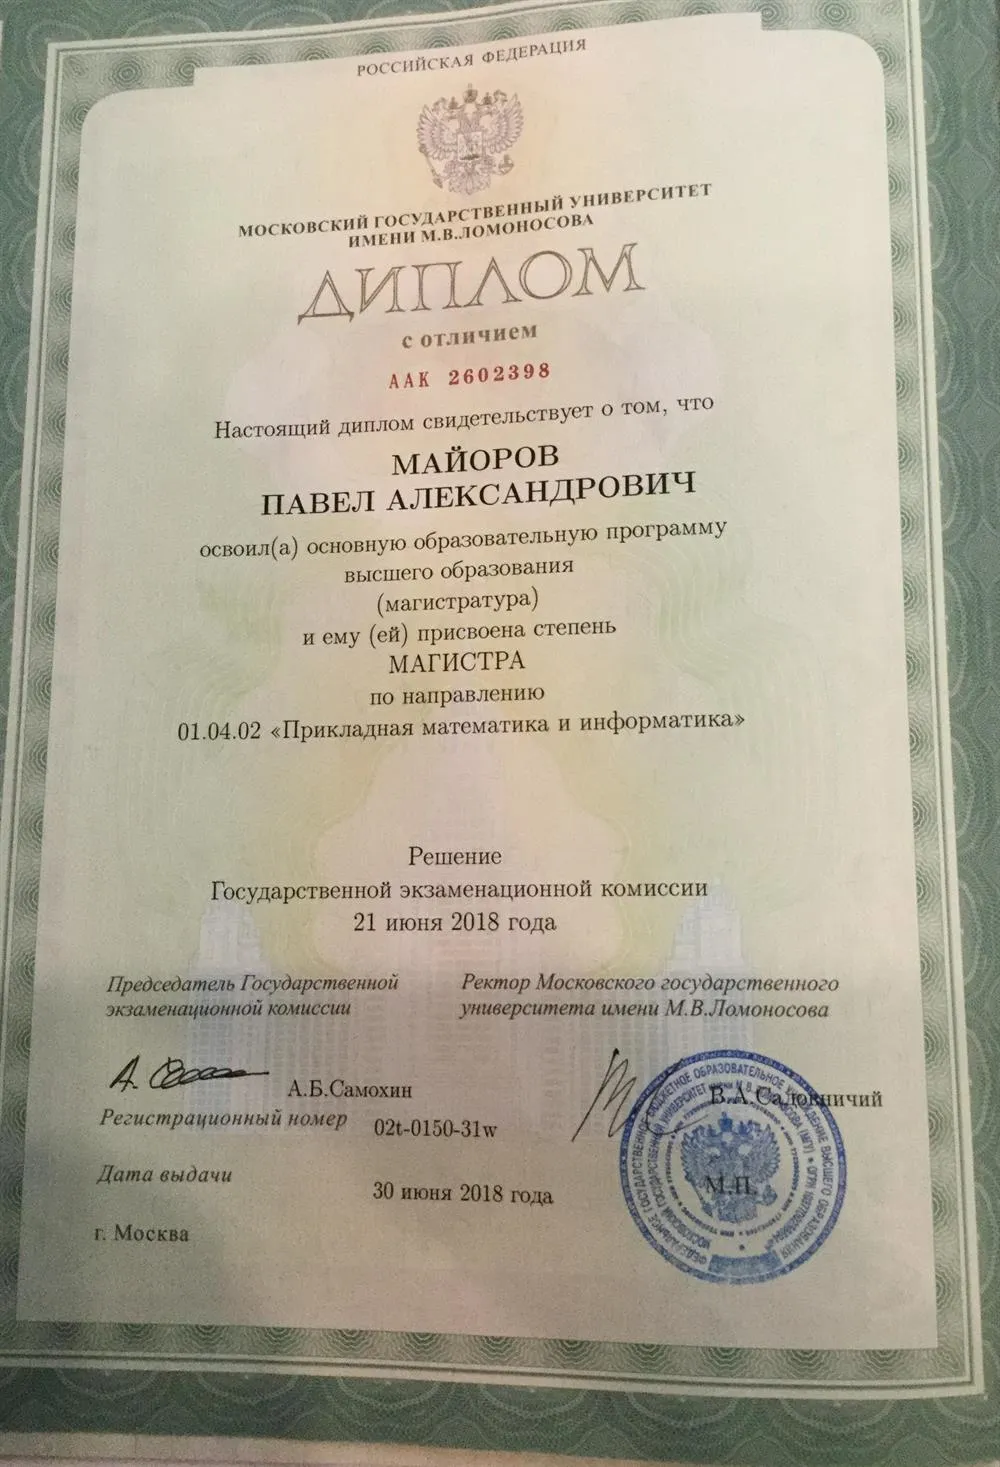 РОССИЙСКАЯ ФЕДЕРАЦИЯ
МОСКОВСКИЙ ГОСУДАРСТВЕННЫЙ УНИВЕРСИТЕТ
ИМЕНИ М.В.ЛОМОНОСОВА
ДИПЛОМ
с отличием
ААК 2602398
Настоящий диплом свидетельствует о том, что
МАЙОРОВ
ПАВЕЛ АЛЕКСАНДРОВИЧ
освоил(а) основную образовательную программу
высшего образования
(магистратура)
и ему (ей) присвоена степень
МАГИСТРА
по направлению
01.04.02 «Прикладная математика и информатика»
Решение
Государственной экзаменационной комиссии
21 июня 2018 года
Председатель Государственной
экзаменационной комиссии
Ректор Московского государственного
университета имени М.В.Ломоносова
А.Б.Самохин
В.А.Садовничий
Регистрационный номер 02t-0150-31w
М.П.
Дата выдачи 30 июня 2018 года
г. Москва